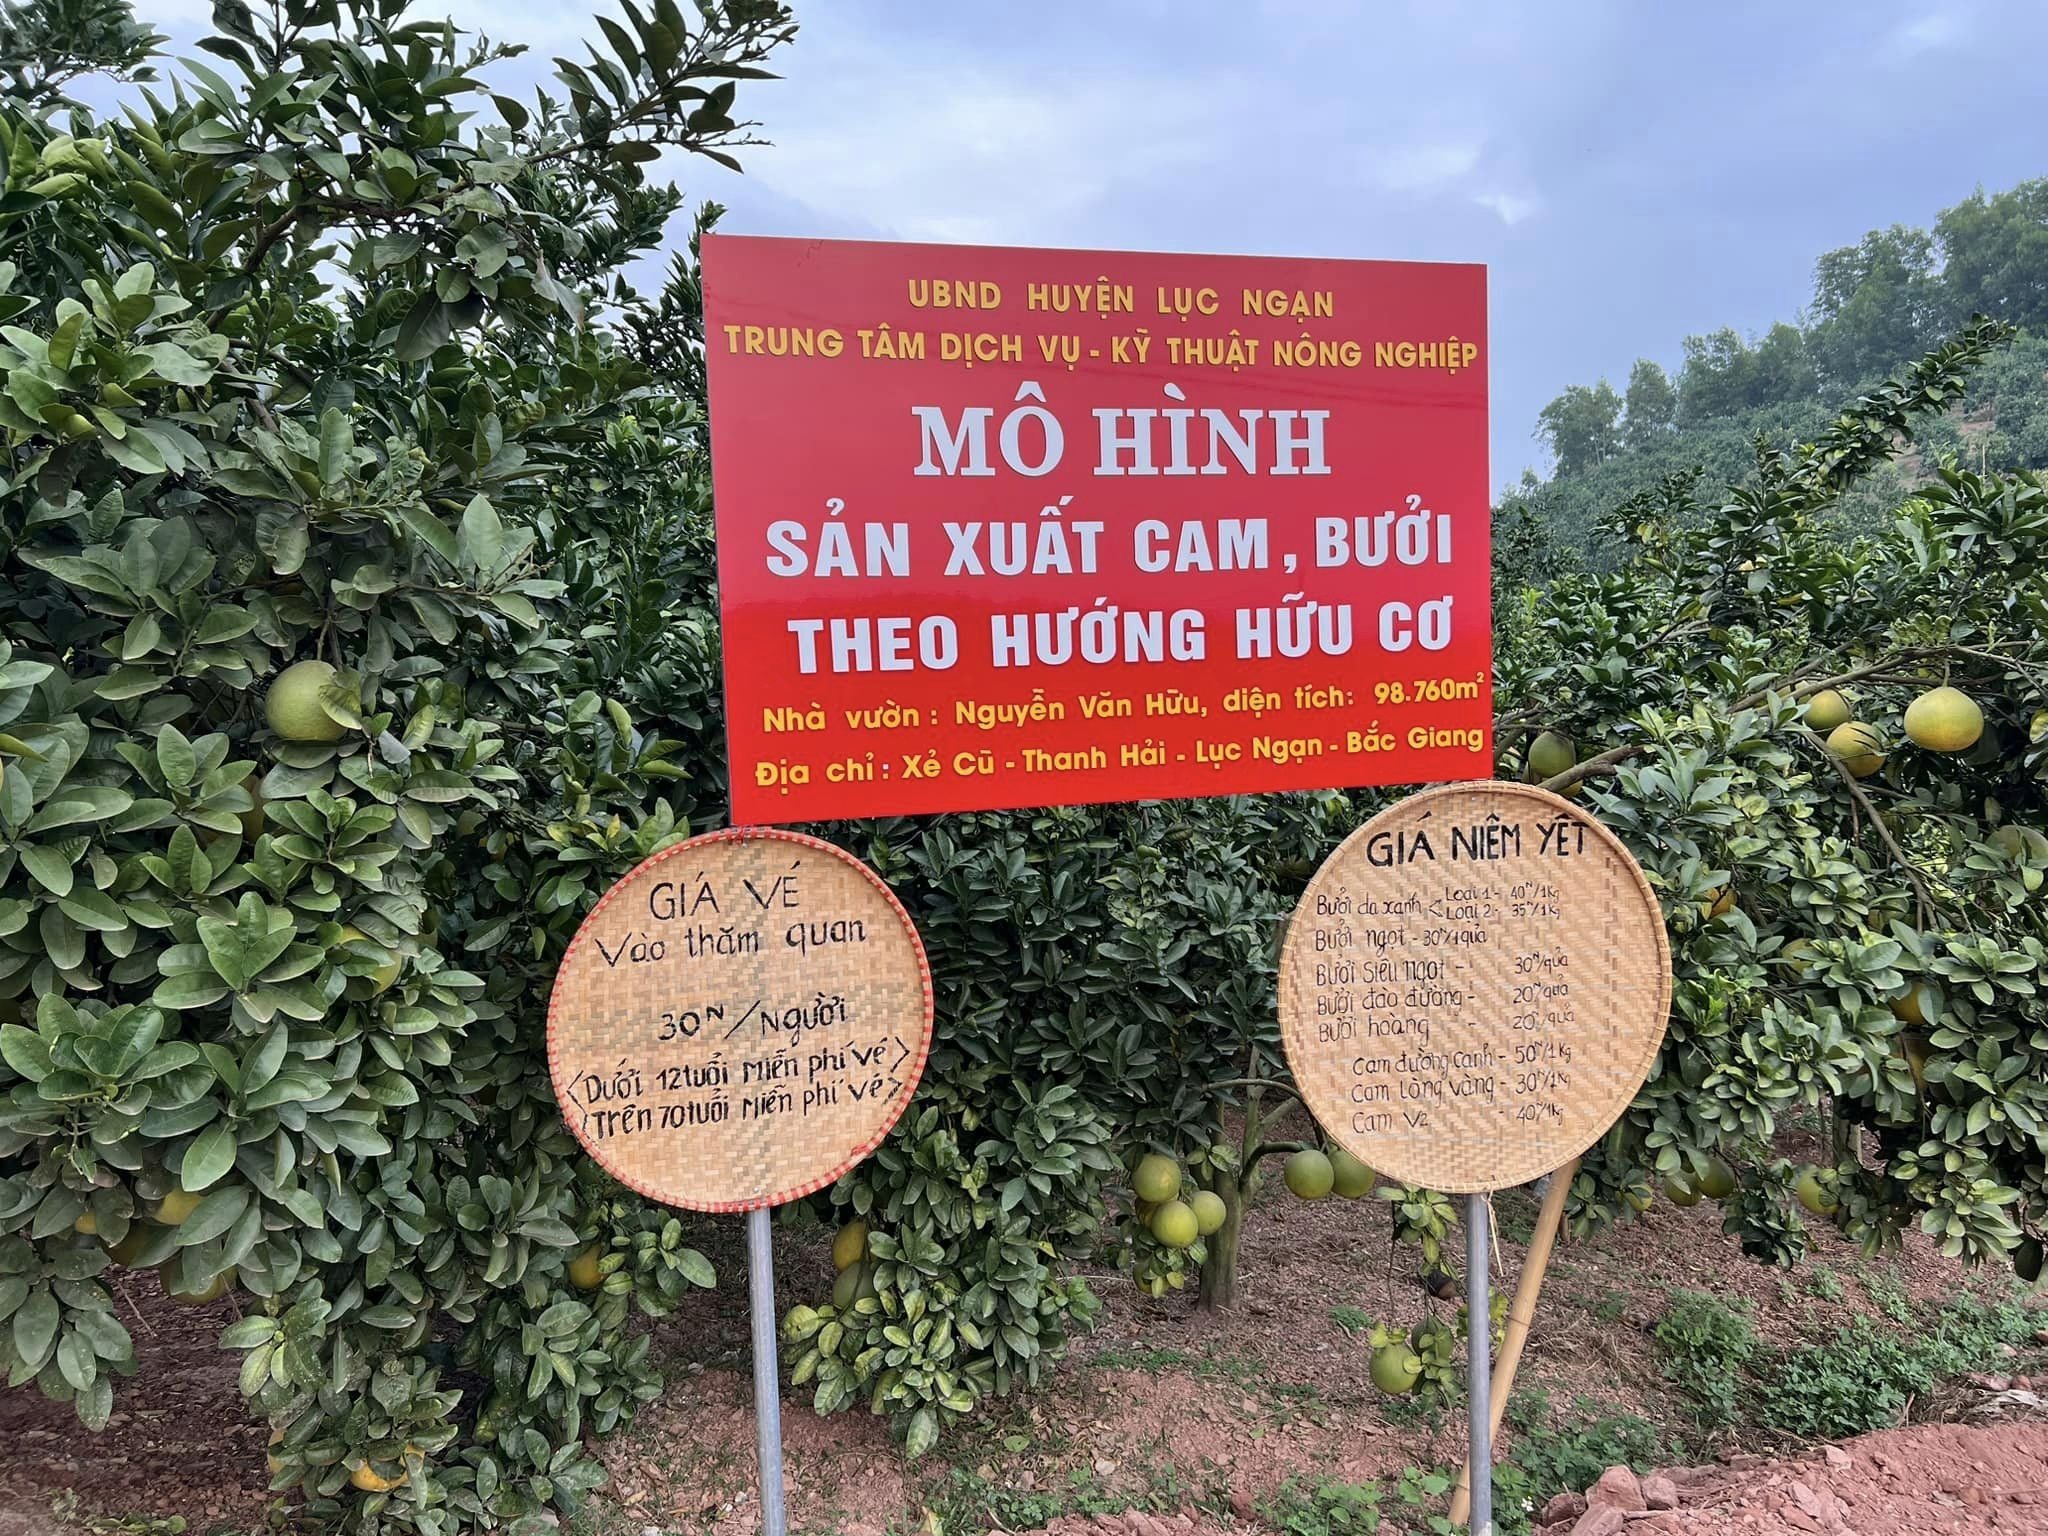 UBND HUYỆN LỤC NGẠN
TRUNG TÂM DỊCH VỤ - KỸ THUẬT NÔNG NGHIỆP
MÔ HÌNH
SẢN XUẤT CAM, BƯỞI
THEO HƯỚNG HỮU CƠ
Nhà vườn : Nguyễn Văn Hữu, diện tích: 98.760m²
Địa chỉ : Xẻ Cũ - Thanh Hải - Lục Ngạn - Bắc Giang
GIÁ VÉ
Vào thăm quan
30ᴺ/Người
<Dưới 12 tuổi Miễn phí vé>
<Trên 70 tuổi Miễn phí vé>
GIÁ NIÊM YẾT
Bưởi da xanh < Loại 1 - 40ᴺ/1Kg
Loại 2 - 35ᴺ/1Kg
Bưởi ngọt - 30ᴺ/1quả
Bưởi Siêu ngọt - 30ᴺ/quả
Bưởi đào đường - 20ᴺ/quả
Bưởi hoàng - 20ᴺ/quả
Cam đường canh - 50ᴺ/1Kg
Cam lòng vàng - 30ᴺ/1Kg
Cam V2 - 40ᴺ/1Kg